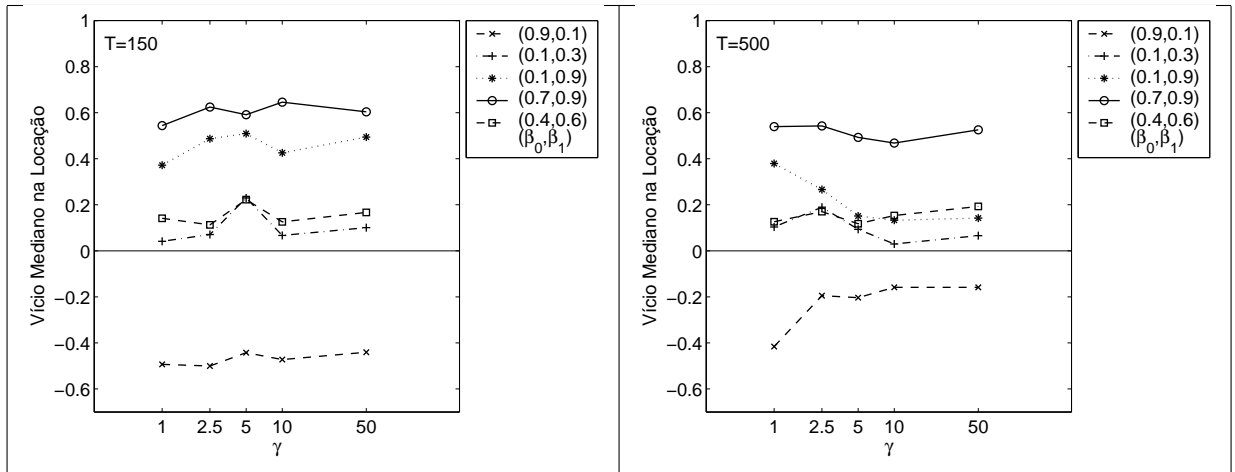 T=150
Vício Mediano na Locação
1
0.8
0.6
0.4
0.2
0
−0.2
−0.4
−0.6
1 2.5 5 10 50
γ
(0.9,0.1)
(0.1,0.3)
(0.1,0.9)
(0.7,0.9)
(0.4,0.6)
(β₀,β₁)
T=500
Vício Mediano na Locação
1
0.8
0.6
0.4
0.2
0
−0.2
−0.4
−0.6
1 2.5 5 10 50
γ
(0.9,0.1)
(0.1,0.3)
(0.1,0.9)
(0.7,0.9)
(0.4,0.6)
(β₀,β₁)